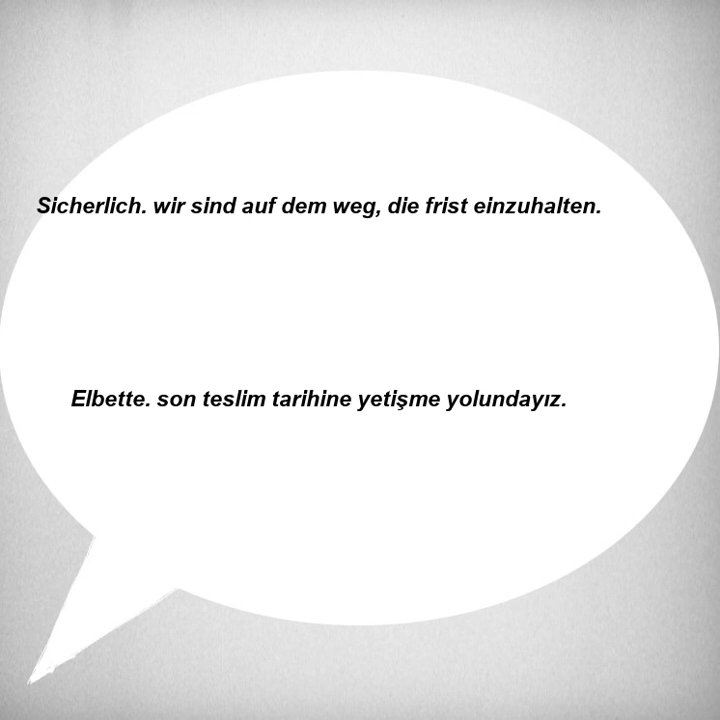 Sicherlich. wir sind auf dem weg, die frist einzuhalten.
Elbette. son teslim tarihine yetişme yolundayız.